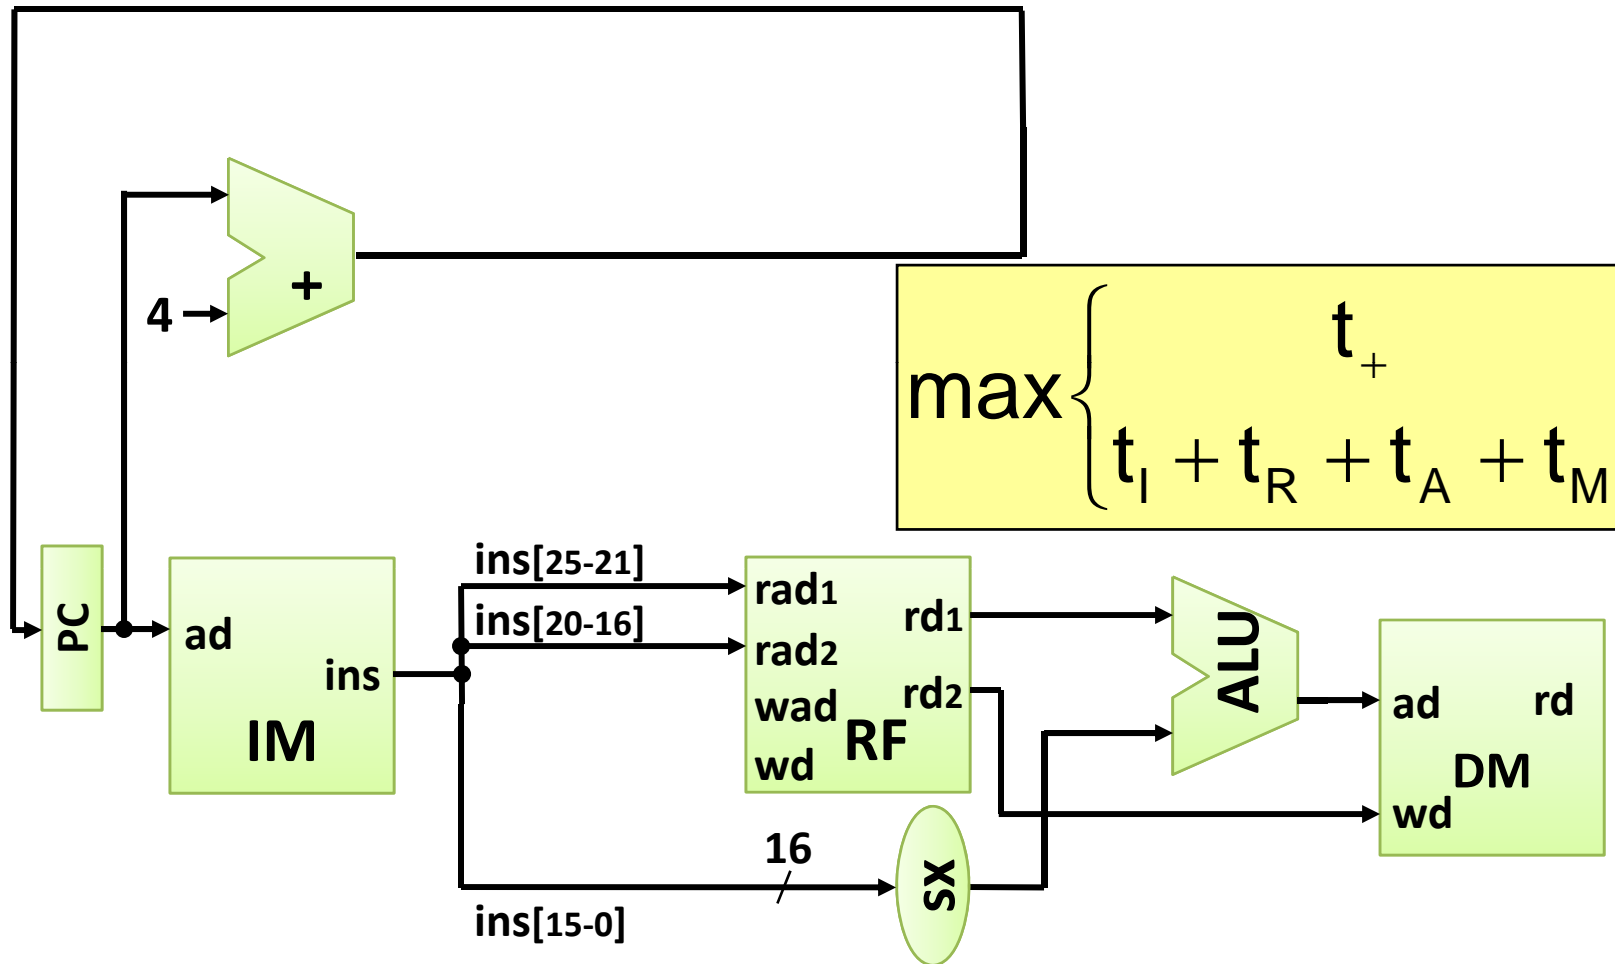 +
4
max
t+
tI + tR + tA + tM
PC
ad
ins
IM
ins[25-21]
ins[20-16]
rad1
rad2
wad
wd
rd1
rd2
RF
ALU
ad
rd
DM
wd
16
sx
ins[15-0]